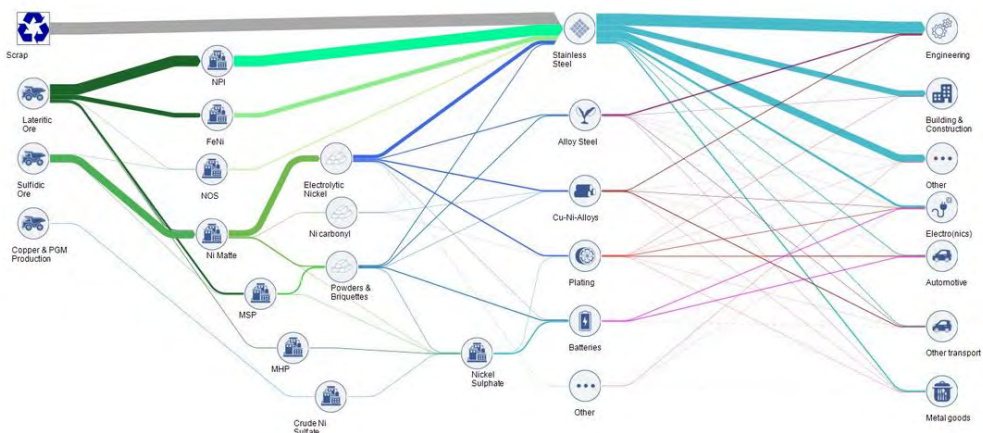 Scrap
Lateritic
Ore
Sulfidic
Ore
Copper & PGM
Production
NPI
FeNi
NOS
Ni Matte
MSP
MHP
Crude Ni
Sulfate
Electrolytic
Nickel
Ni carbonyl
Powders &
Briquettes
Nickel
Sulphate
Stainless
Steel
Alloy Steel
Cu-Ni-Alloys
Plating
Batteries
Other
Engineering
Building &
Construction
Other
Electro(nics)
Automotive
Other transport
Metal goods